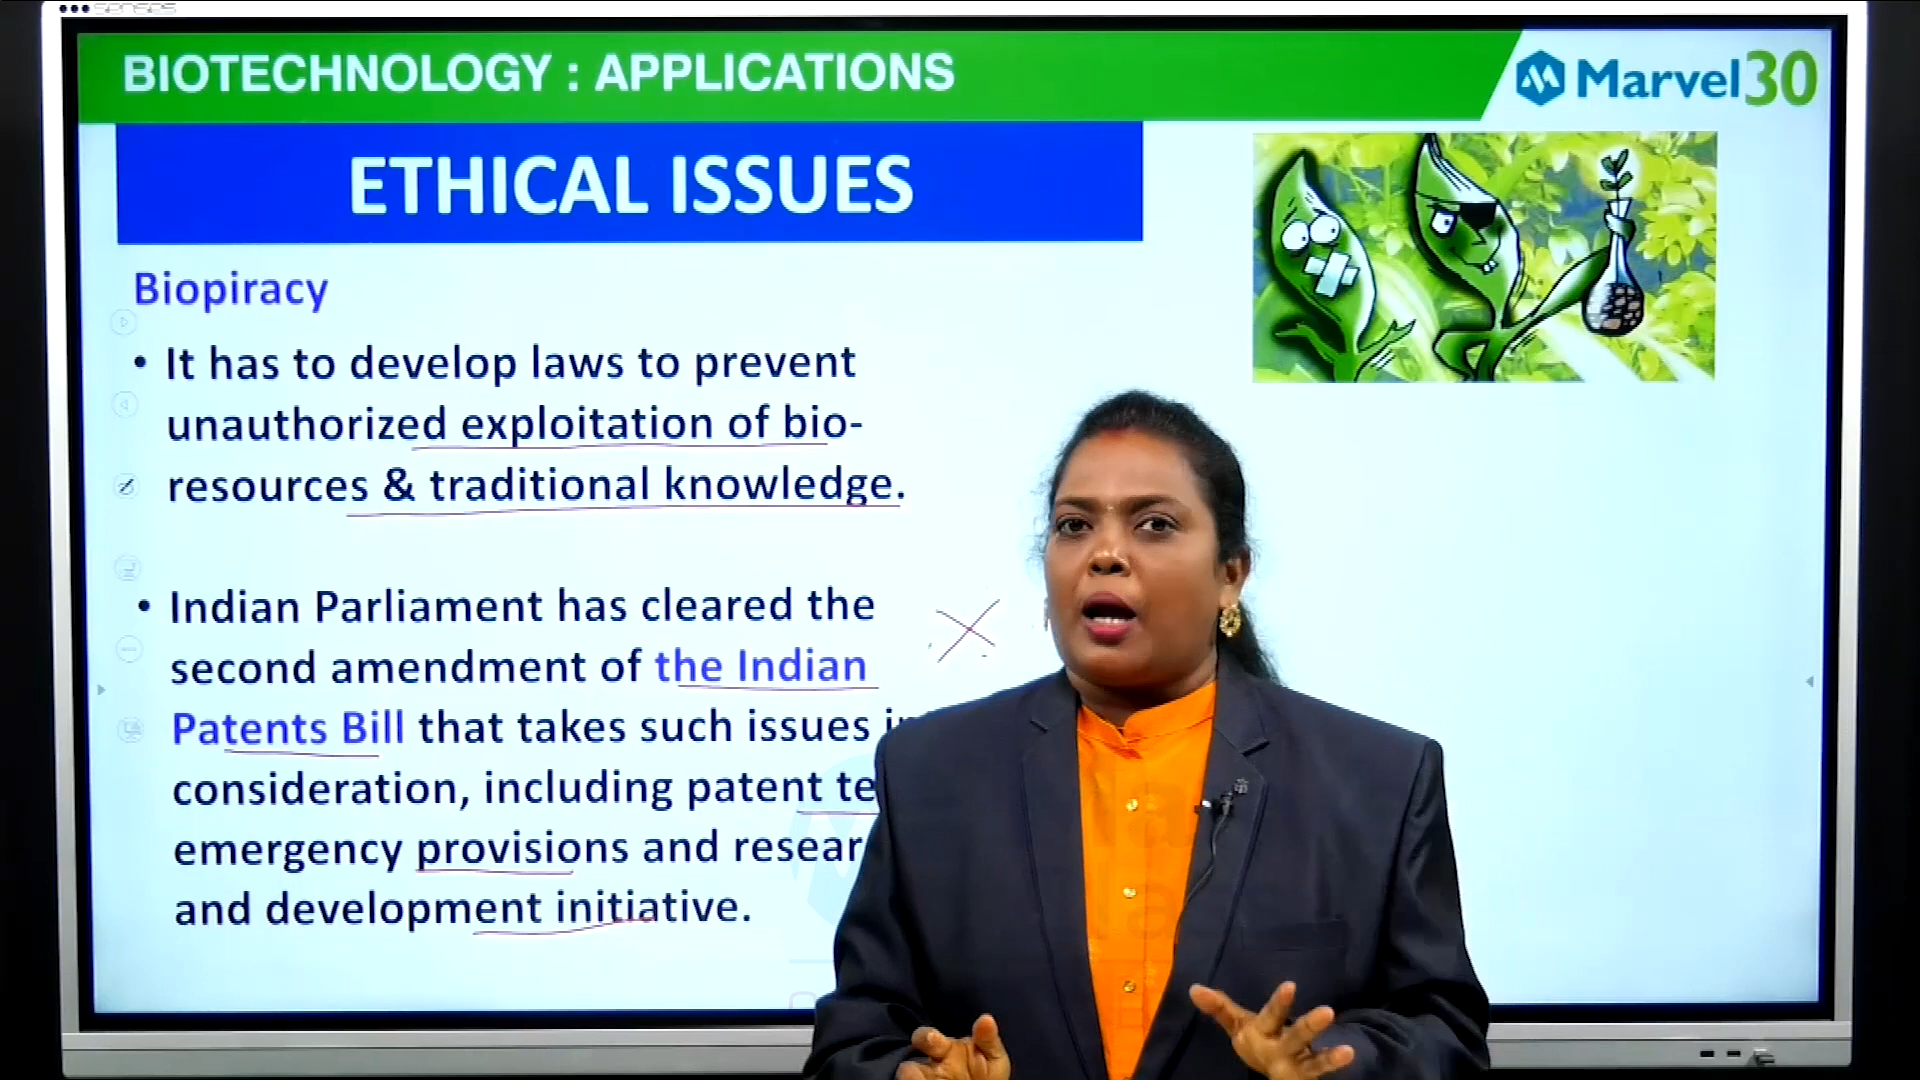 BIOTECHNOLOGY : APPLICATIONS
Marvel30
ETHICAL ISSUES
Biopiracy
• It has to develop laws to prevent
unauthorized exploitation of bio-
resources & traditional knowledge.
• Indian Parliament has cleared the
second amendment of the Indian
Patents Bill that takes such issues
consideration, including patent
emergency provisions and
and development initiative.